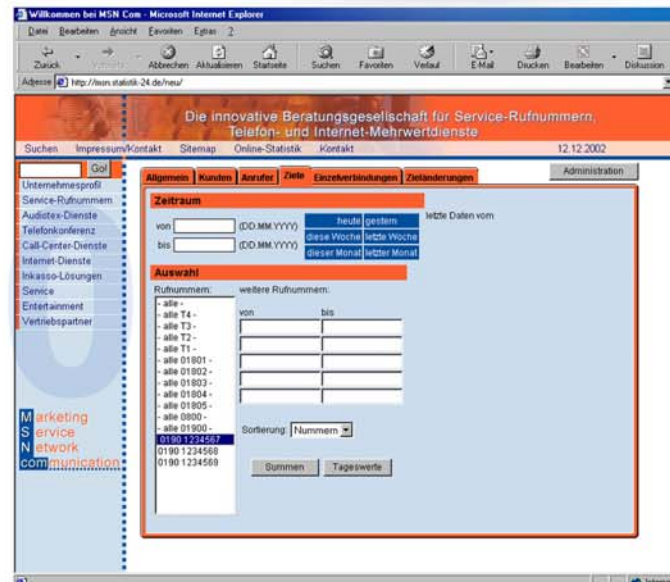 Willkommen bei MSN Com - Microsoft Internet Explorer
Datei Bearbeiten Ansicht Favoriten Extras ?
Zurück Vorwärts Abbrechen Aktualisieren Startseite Suchen Favoriten Verlauf E-Mail Drucken Bearbeiten Diskussion
Adresse http://msn.statistik-24.de/neu/
Die innovative Beratungsgesellschaft für Service-Rufnummern,
Telefon- und Internet-Mehrwertdienste
Suchen Impressum/Kontakt Sitemap Online-Statistik Kontakt 12.12.2002
Go!
Unternehmensprofil
Service-Rufnummern
Audiotex-Dienste
Telefonkonferenz
Call-Center-Dienste
Internet-Dienste
Inkasso-Lösungen
Service
Entertainment
Vertriebspartner
Marketing
Service
Network
communication
Allgemein Kunden Anrufer Ziele Einzelverbindungen Zieländerungen
Administration
Zeitraum
von (DD.MM.YYYY) heute gestern letzte Daten vom
diese Woche letzte Woche
bis (DD.MM.YYYY) dieser Monat letzter Monat
Auswahl
Rufnummern: weitere Rufnummern:
von bis
- alle -
- alle T4 -
- alle T3 -
- alle T2 -
- alle T1 -
- alle 01801 -
- alle 01802 -
- alle 01803 -
- alle 01804 -
- alle 01805 -
- alle 0800 -
- alle 01900 -
0190 1234567
0190 1234568
0190 1234569
Sortierung: Nummern
Summen Tageswerte